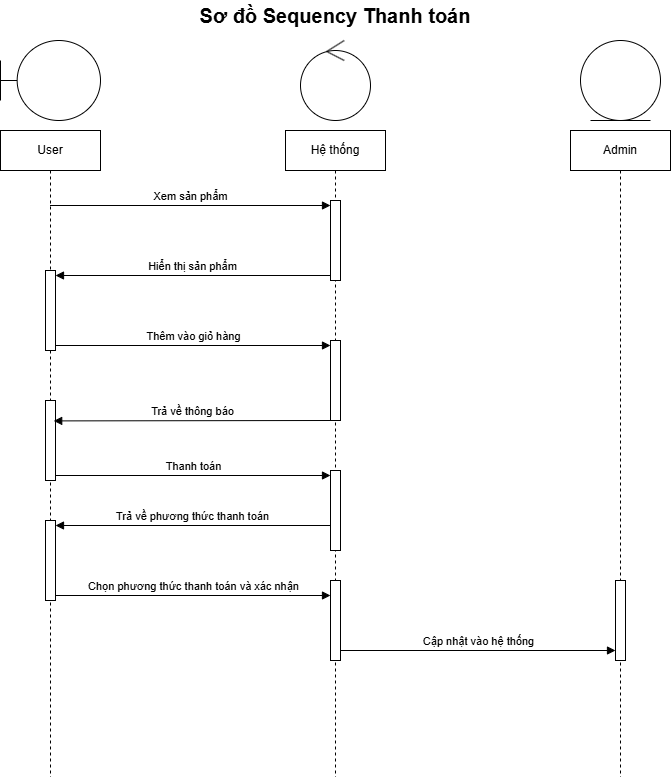 Sơ đồ Sequency Thanh toán
User
Hệ thống
Admin
Xem sản phẩm
Hiển thị sản phẩm
Thêm vào giỏ hàng
Trả về thông báo
Thanh toán
Trả về phương thức thanh toán
Chọn phương thức thanh toán và xác nhận
Cập nhật vào hệ thống